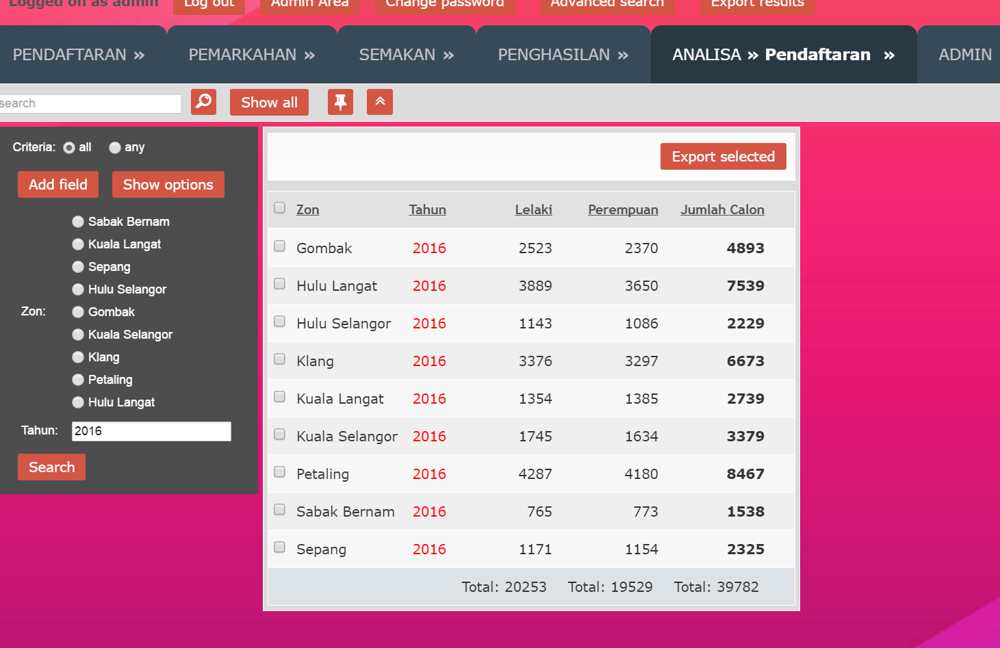 Logged on as admin Log out Admin Area Change password Advanced search Export results
PENDAFTARAN » PEMARKAHAN » SEMAKAN » PENGHASILAN » ANALISA » Pendaftaran » ADMIN
search Show all
Criteria: all any
Add field Show options
Sabak Bernam
Kuala Langat
Sepang
Hulu Selangor
Zon: Gombak
Kuala Selangor
Klang
Petaling
Hulu Langat
Tahun: 2016
Search
Export selected
Zon Tahun Lelaki Perempuan Jumlah Calon
Gombak 2016 2523 2370 4893
Hulu Langat 2016 3889 3650 7539
Hulu Selangor 2016 1143 1086 2229
Klang 2016 3376 3297 6673
Kuala Langat 2016 1354 1385 2739
Kuala Selangor 2016 1745 1634 3379
Petaling 2016 4287 4180 8467
Sabak Bernam 2016 765 773 1538
Sepang 2016 1171 1154 2325
Total: 20253 Total: 19529 Total: 39782